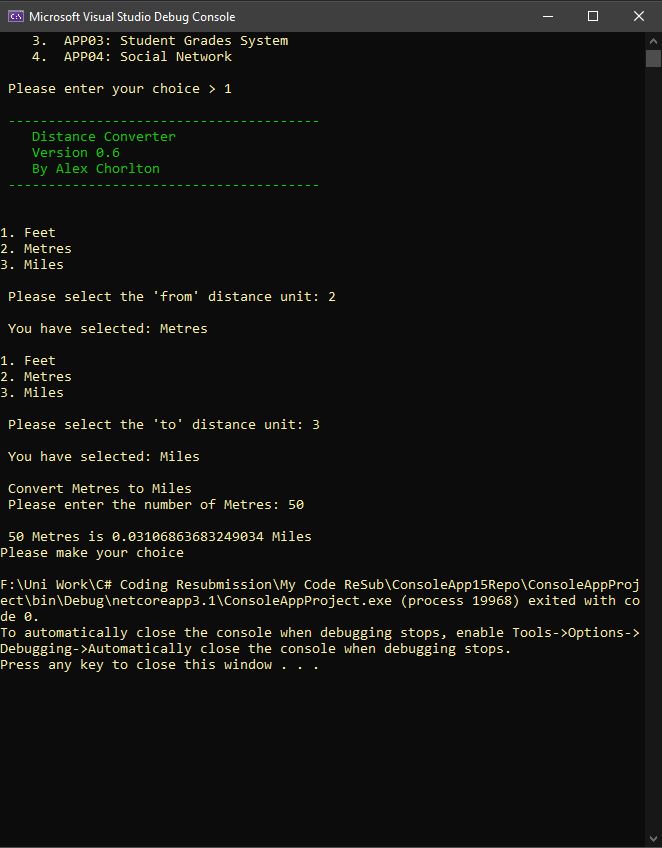 Microsoft Visual Studio Debug Console
3. APP03: Student Grades System
4. APP04: Social Network
Please enter your choice > 1
---------------------------------------
Distance Converter
Version 0.6
By Alex Chorlton
---------------------------------------
1. Feet
2. Metres
3. Miles
Please select the 'from' distance unit: 2
You have selected: Metres
1. Feet
2. Metres
3. Miles
Please select the 'to' distance unit: 3
You have selected: Miles
Convert Metres to Miles
Please enter the number of Metres: 50
50 Metres is 0.03106863683249034 Miles
Please make your choice
F:\Uni Work\C# Coding Resubmission\My Code ReSub\ConsoleApp15Repo\ConsoleAppProj
ect\bin\Debug\netcoreapp3.1\ConsoleAppProject.exe (process 19968) exited with co
de 0.
To automatically close the console when debugging stops, enable Tools->Options->
Debugging->Automatically close the console when debugging stops.
Press any key to close this window . . .